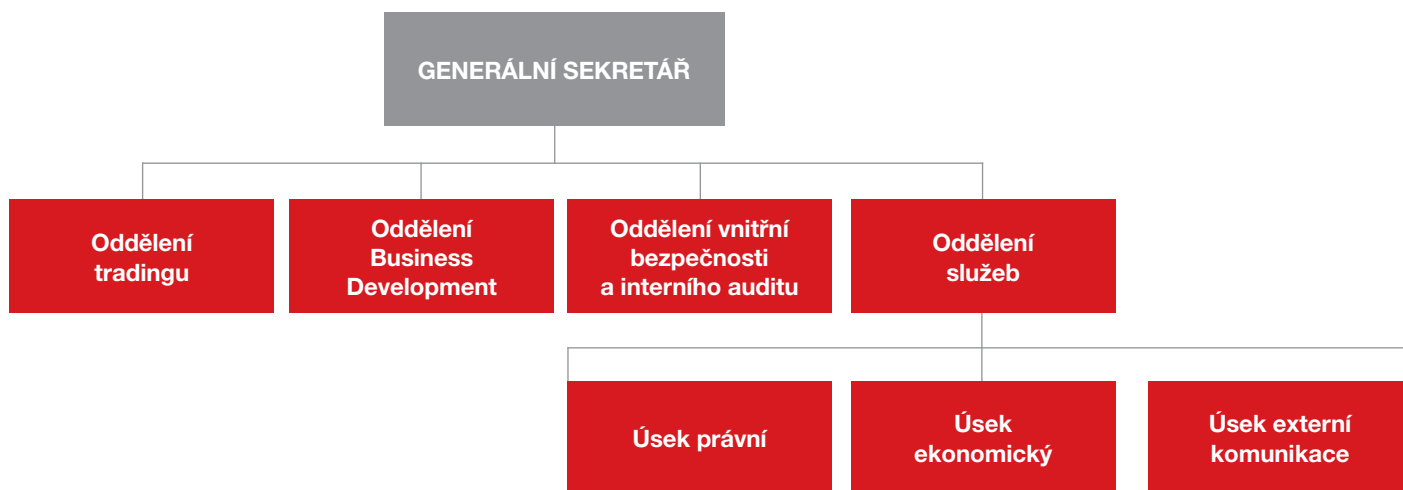 GENERÁLNÍ SEKRETÁŘ
Oddělení
tradingu
Oddělení
Business
Development
Oddělení vnitřní
bezpečnosti
a interního auditu
Oddělení
služeb
Úsek právní
Úsek
ekonomický
Úsek externí
komunikace